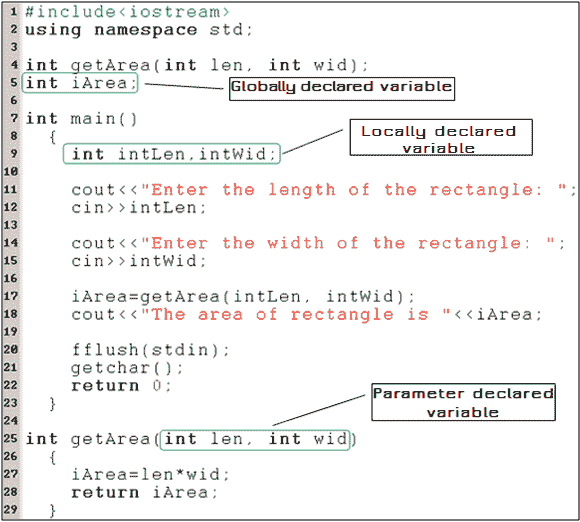 1 #include<iostream>
2 using namespace std;
3
4 int getArea(int len, int wid);
5 int iArea;
Globally declared variable
6
7 int main()
8 {
Locally declared
variable
9 int intLen,intWid;
10
11 cout<<"Enter the length of the rectangle: ";
12 cin>>intLen;
13
14 cout<<"Enter the width of the rectangle: ";
15 cin>>intWid;
16
17 iArea=getArea(intLen, intWid);
18 cout<<"The area of rectangle is "<<iArea;
19
20 fflush(stdin);
21 getchar();
22 return 0;
23 }
Parameter declared
variable
24
25 int getArea(int len, int wid)
26 {
27 iArea=len*wid;
28 return iArea;
29 }